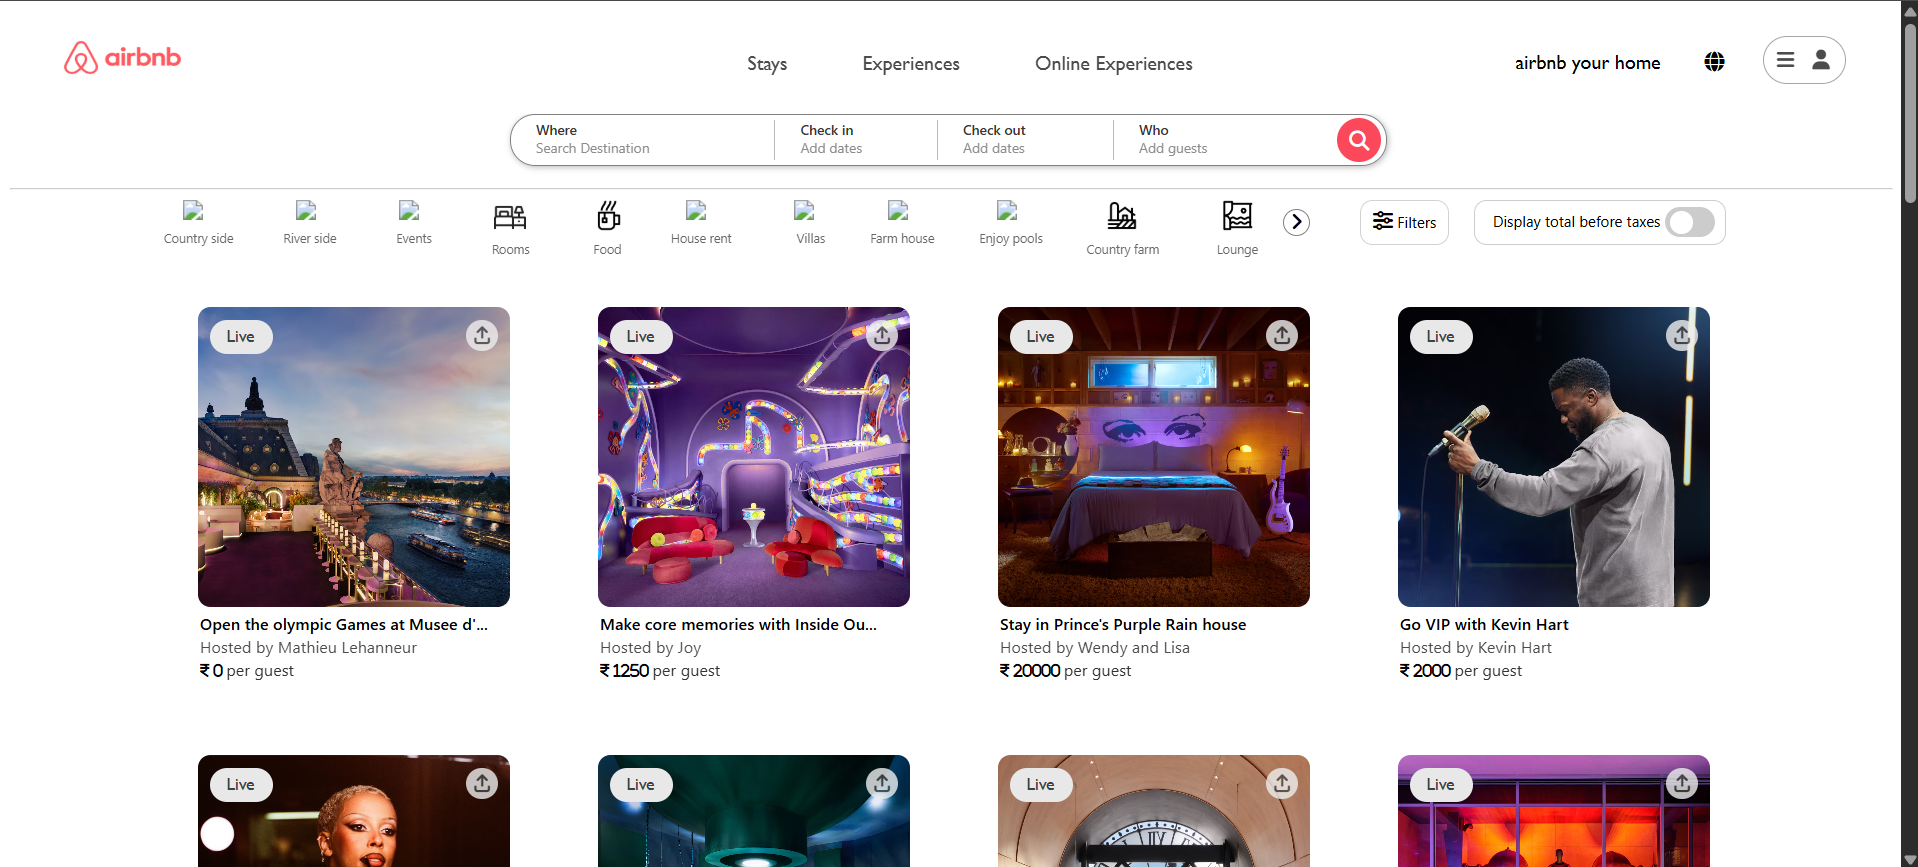 airbnb
Stays
Experiences
Online Experiences
airbnb your home
Where
Search Destination
Check in
Add dates
Check out
Add dates
Who
Add guests
Country side
River side
Events
Rooms
Food
House rent
Villas
Farm house
Enjoy pools
Country farm
Lounge
Filters
Display total before taxes
Live
Live
Live
Live
Open the olympic Games at Musee d'...
Hosted by Mathieu Lehanneur
₹ 0 per guest
Make core memories with Inside Ou...
Hosted by Joy
₹ 1250 per guest
Stay in Prince's Purple Rain house
Hosted by Wendy and Lisa
₹ 20000 per guest
Go VIP with Kevin Hart
Hosted by Kevin Hart
₹ 2000 per guest
Live
Live
Live
Live